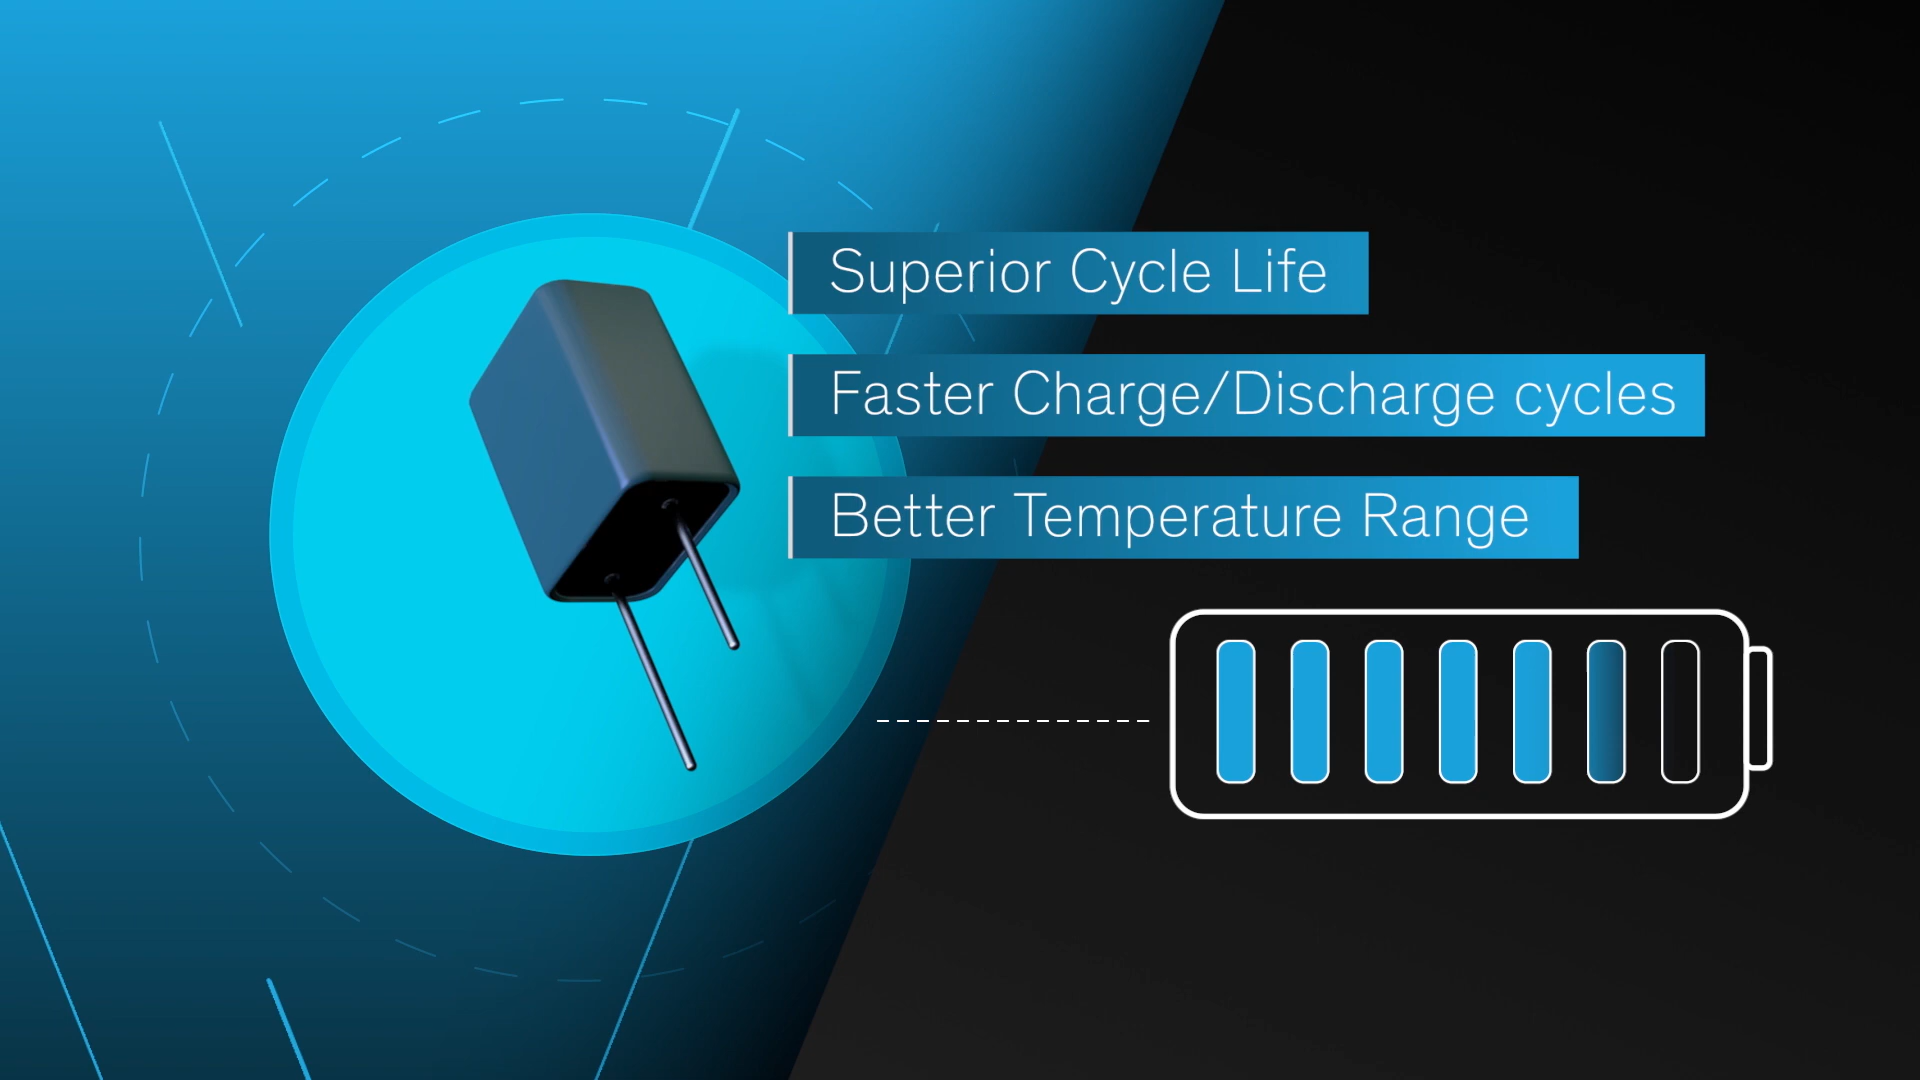 Superior Cycle Life
Faster Charge/Discharge cycles
Better Temperature Range